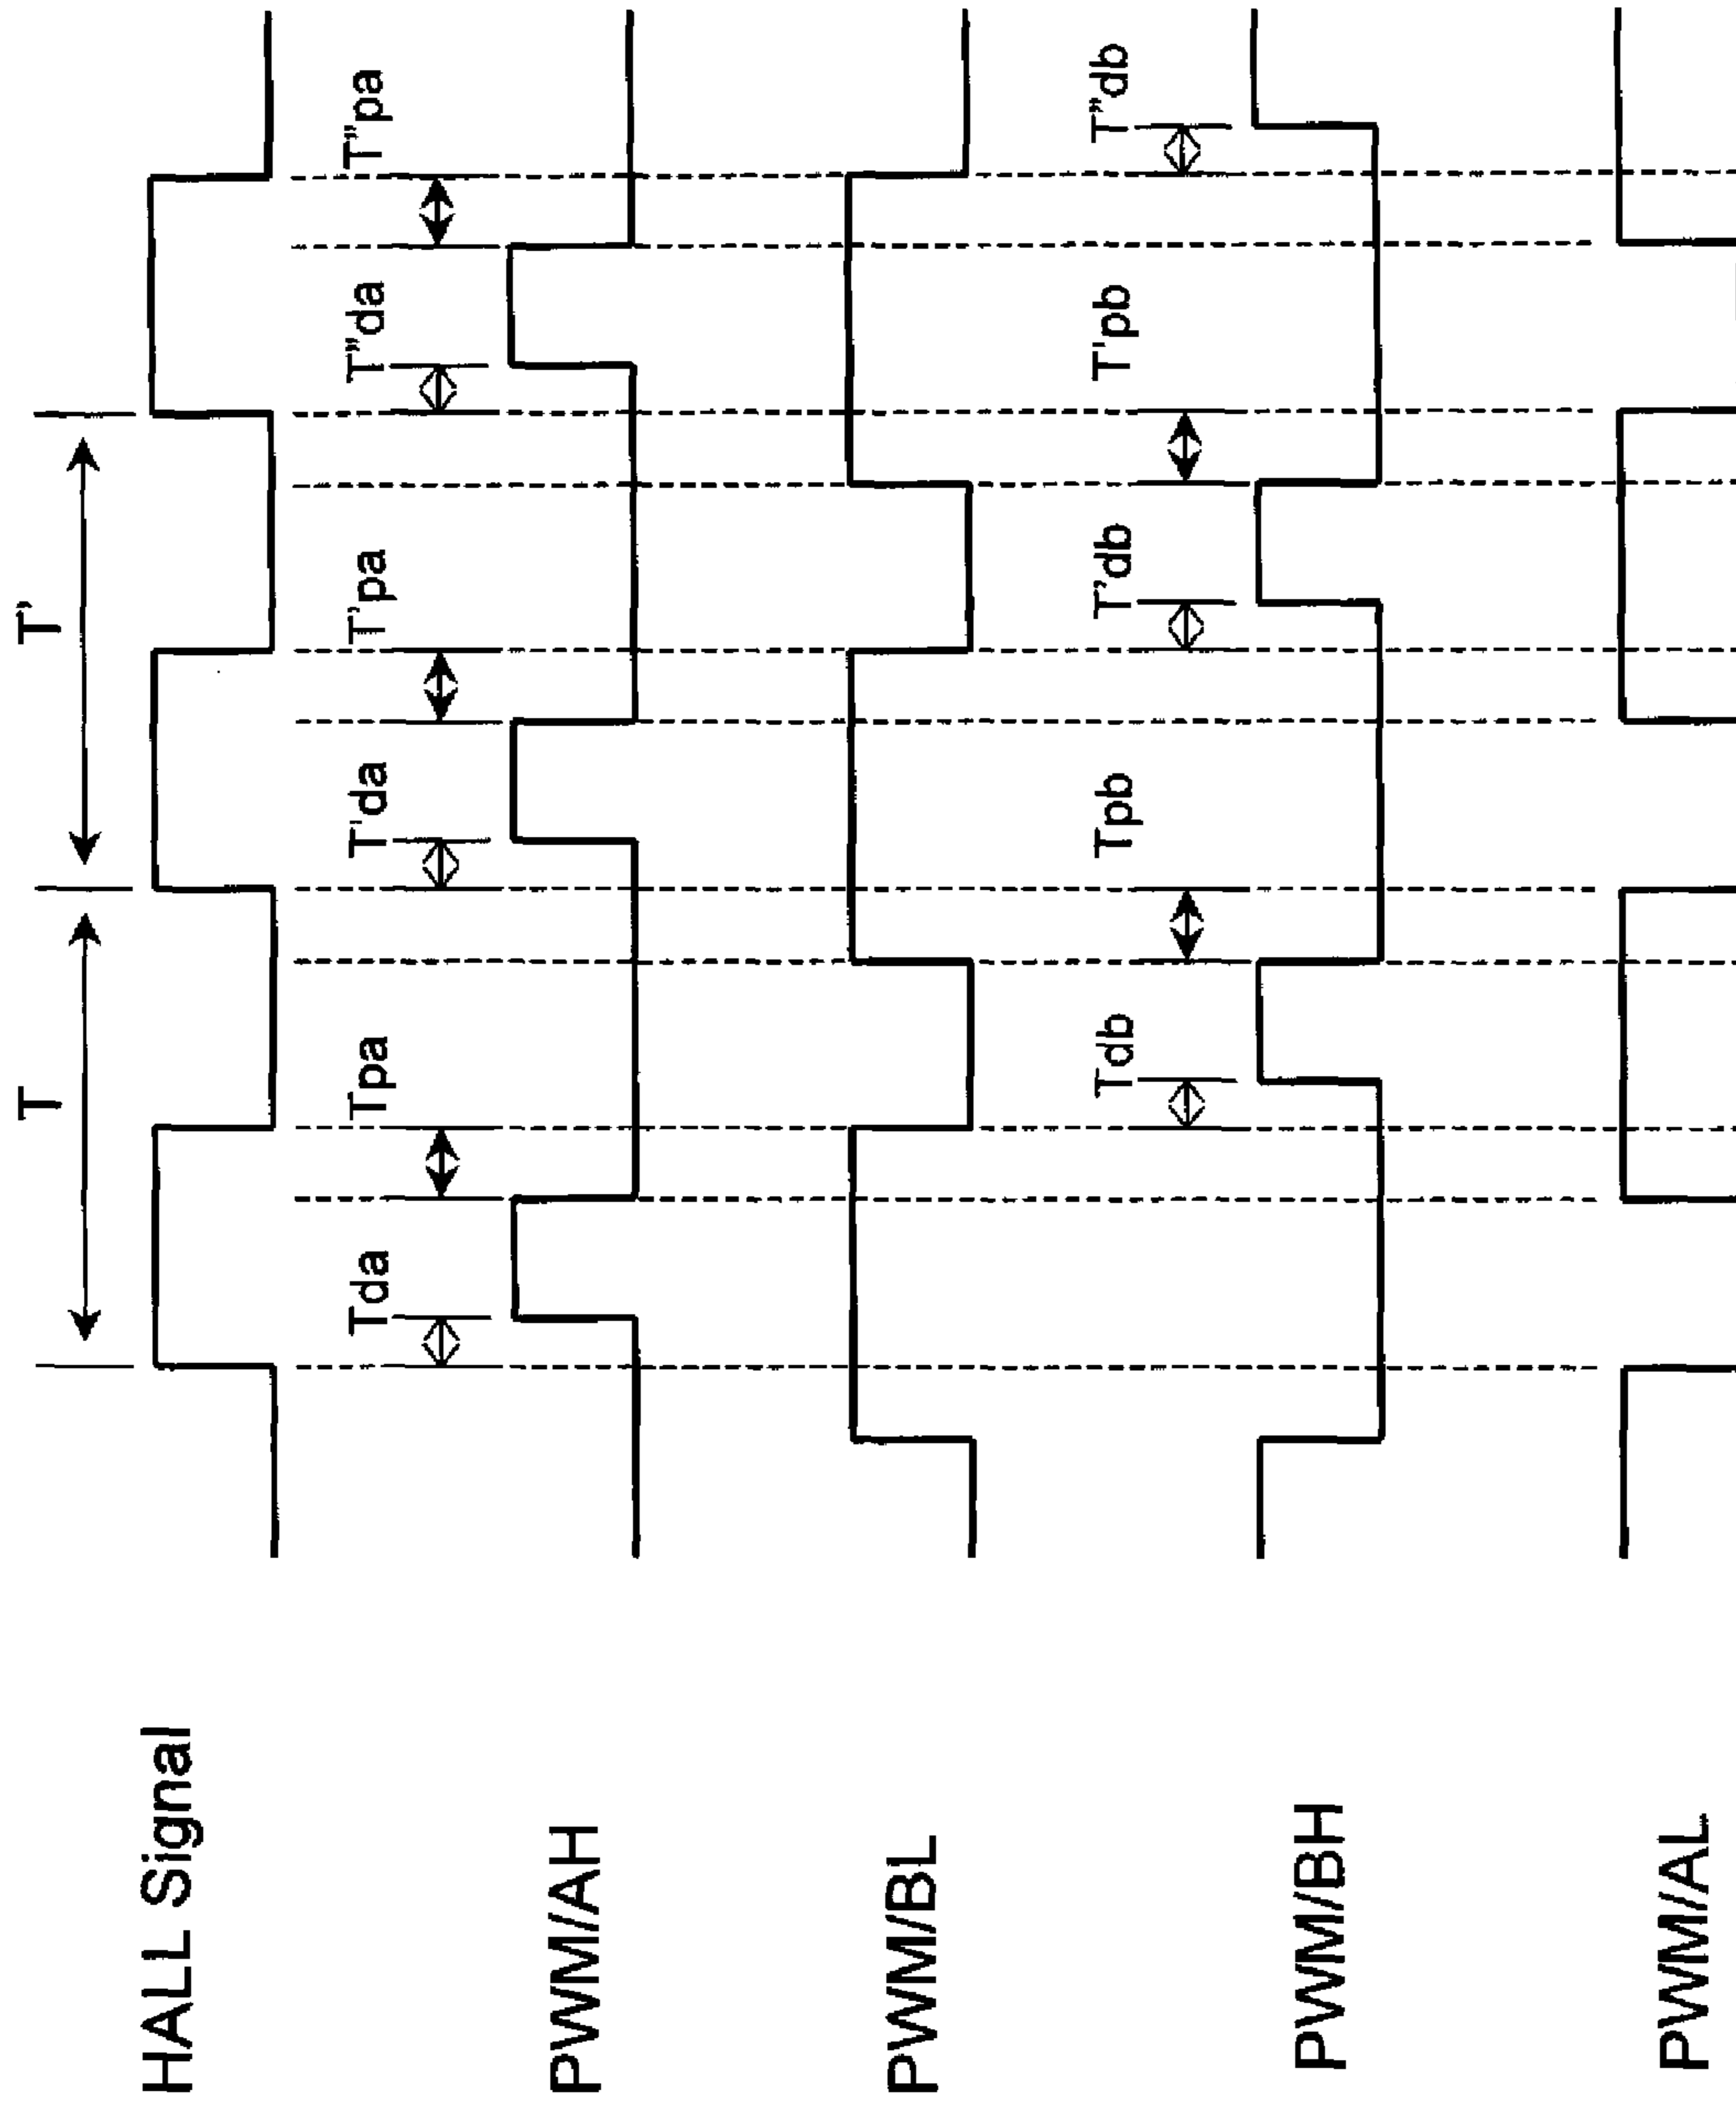 T T'
HALL Signal
Tda Tpa T'da T'pa T"da T"pa
PWM/AH
PWM/BL
Tdb Tpb T'db T'pb T"db
PWM/BH
PWM/AL